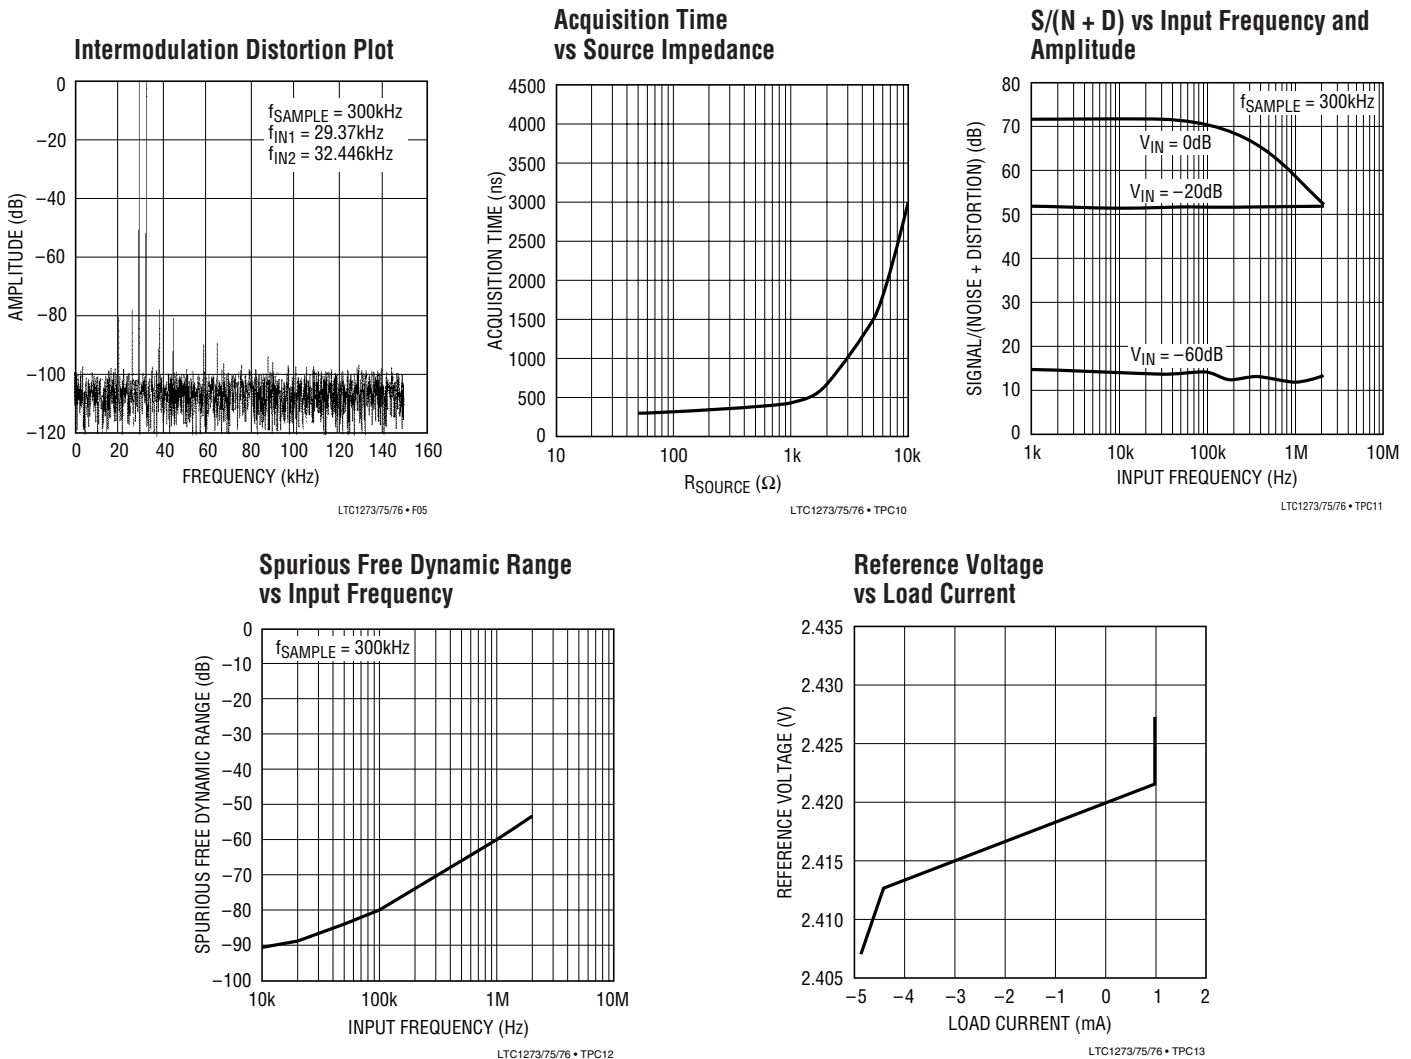 Intermodulation Distortion Plot
0
−20
−40
−60
−80
−100
−120
AMPLITUDE (dB)
fSAMPLE = 300kHz
fIN1 = 29.37kHz
fIN2 = 32.446kHz
0 20 40 60 80 100 120 140 160
FREQUENCY (kHz)
LTC1273/75/76 • F05
Acquisition Time
vs Source Impedance
4500
4000
3500
3000
2500
2000
1500
1000
500
0
ACQUISITION TIME (ns)
10 100 1k 10k
RSOURCE (Ω)
LTC1273/75/76 • TPC10
S/(N + D) vs Input Frequency and
Amplitude
80
70
60
50
40
30
20
10
0
SIGNAL/(NOISE + DISTORTION) (dB)
fSAMPLE = 300kHz
VIN = 0dB
VIN = −20dB
VIN = −60dB
1k 10k 100k 1M 10M
INPUT FREQUENCY (Hz)
LTC1273/75/76 • TPC11
Spurious Free Dynamic Range
vs Input Frequency
0
−10
−20
−30
−40
−50
−60
−70
−80
−90
−100
SPURIOUS FREE DYNAMIC RANGE (dB)
fSAMPLE = 300kHz
10k 100k 1M 10M
INPUT FREQUENCY (Hz)
LTC1273/75/76 • TPC12
Reference Voltage
vs Load Current
2.435
2.430
2.425
2.420
2.415
2.410
2.405
REFERENCE VOLTAGE (V)
−5 −4 −3 −2 −1 0 1 2
LOAD CURRENT (mA)
LTC1273/75/76 • TPC13